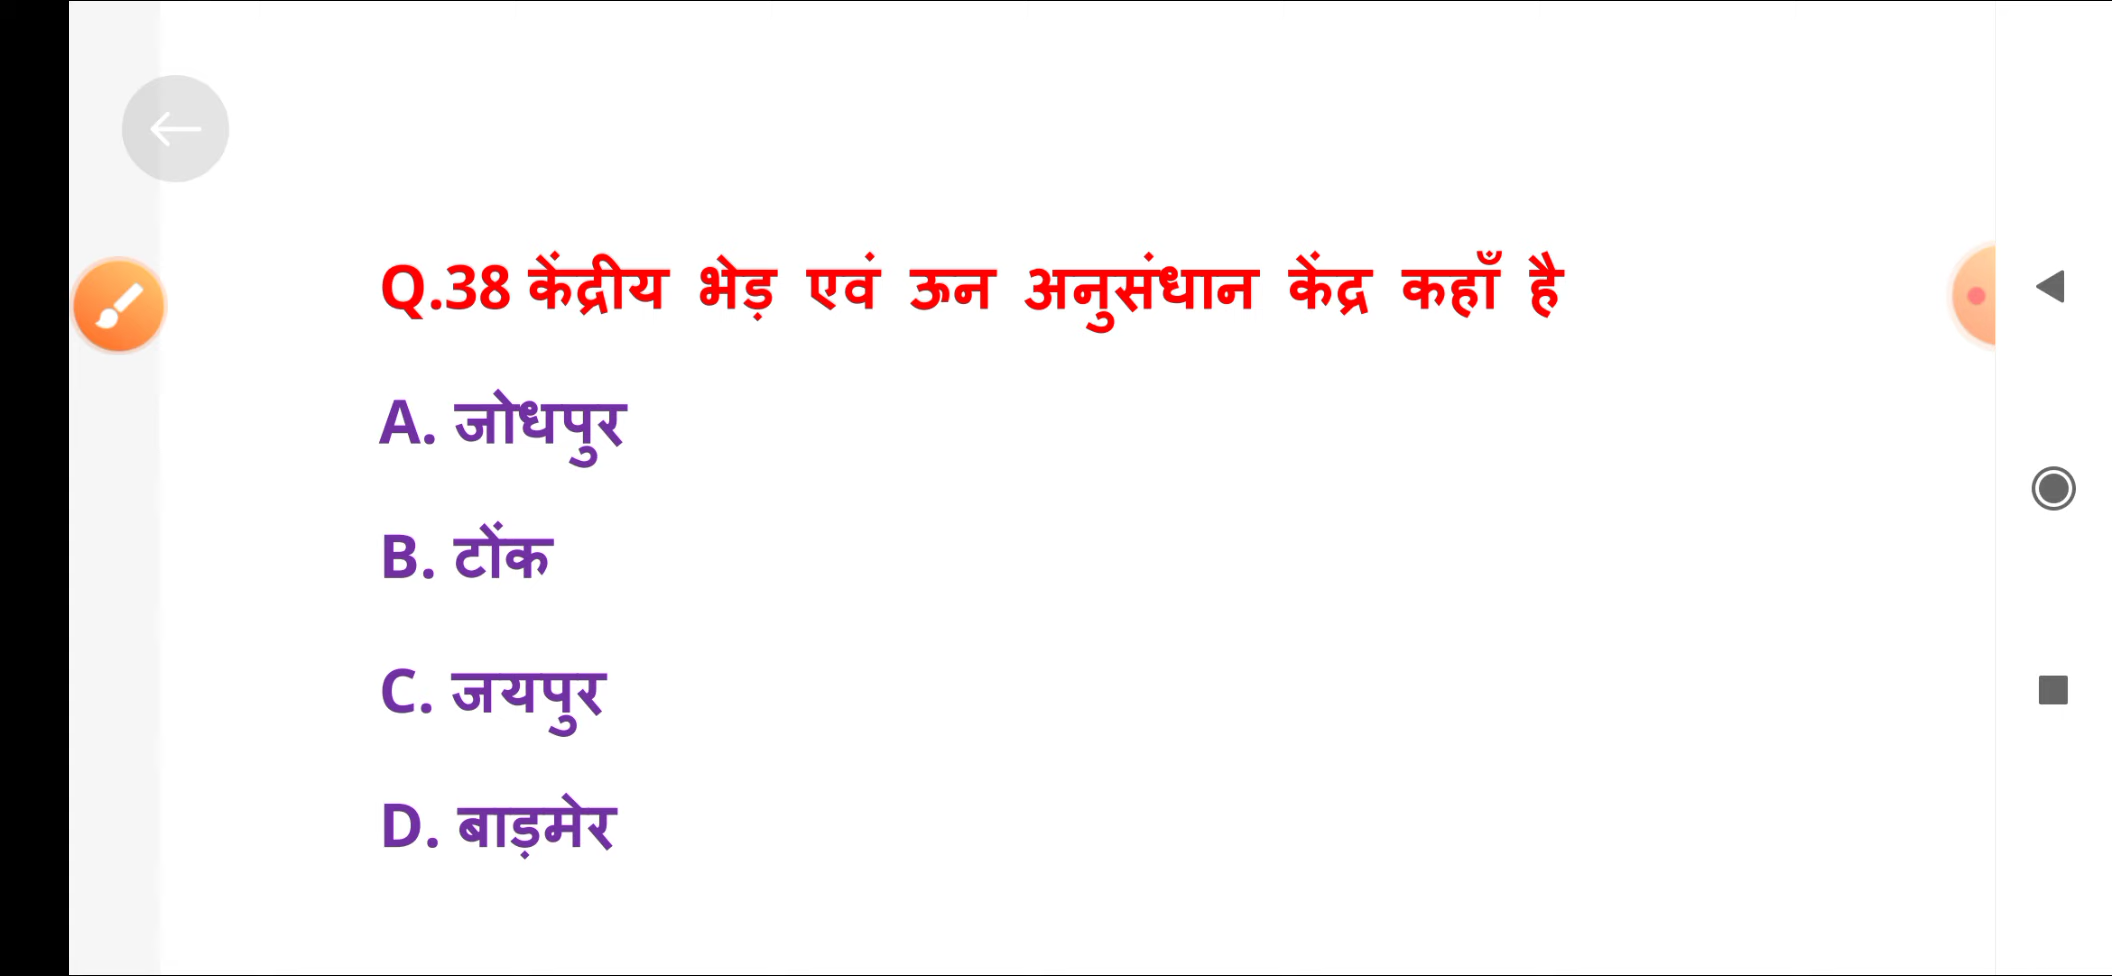 Q.38 केंद्रीय भेड़ एवं ऊन अनुसंधान केंद्र कहाँ है
A. जोधपुर
B. टोंक
C. जयपुर
D. बाड़मेर